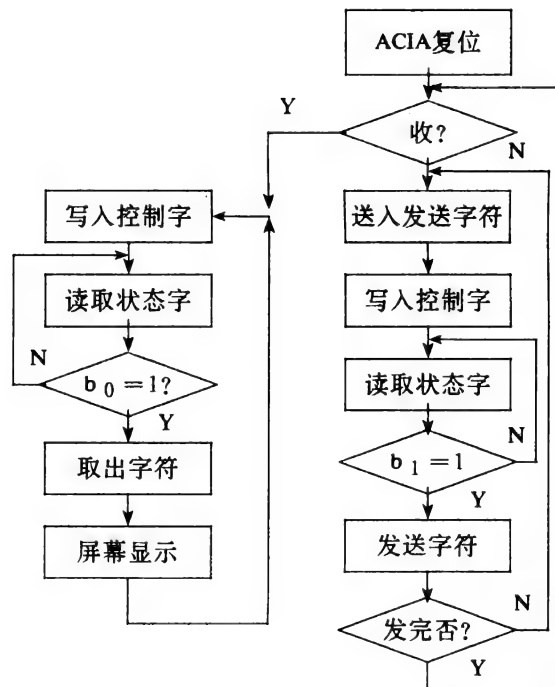 ACIA复位
Y
收?
N
写入控制字
送入发送字符
读取状态字
写入控制字
N
b₀=1?
Y
读取状态字
取出字符
N
b₁=1
Y
屏幕显示
发送字符
发完否?
N
Y